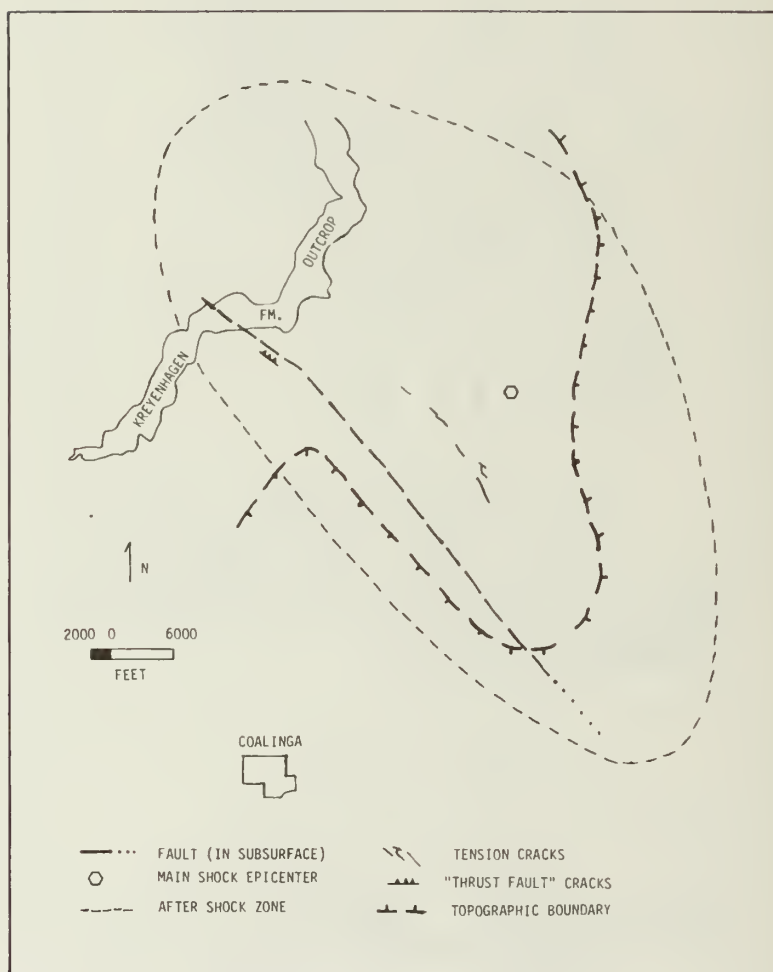 OUTCROP
FM.
KREYENHAGEN
N
2000 0 6000
FEET
COALINGA
FAULT (IN SUBSURFACE)
MAIN SHOCK EPICENTER
AFTER SHOCK ZONE
TENSION CRACKS
"THRUST FAULT" CRACKS
TOPOGRAPHIC BOUNDARY